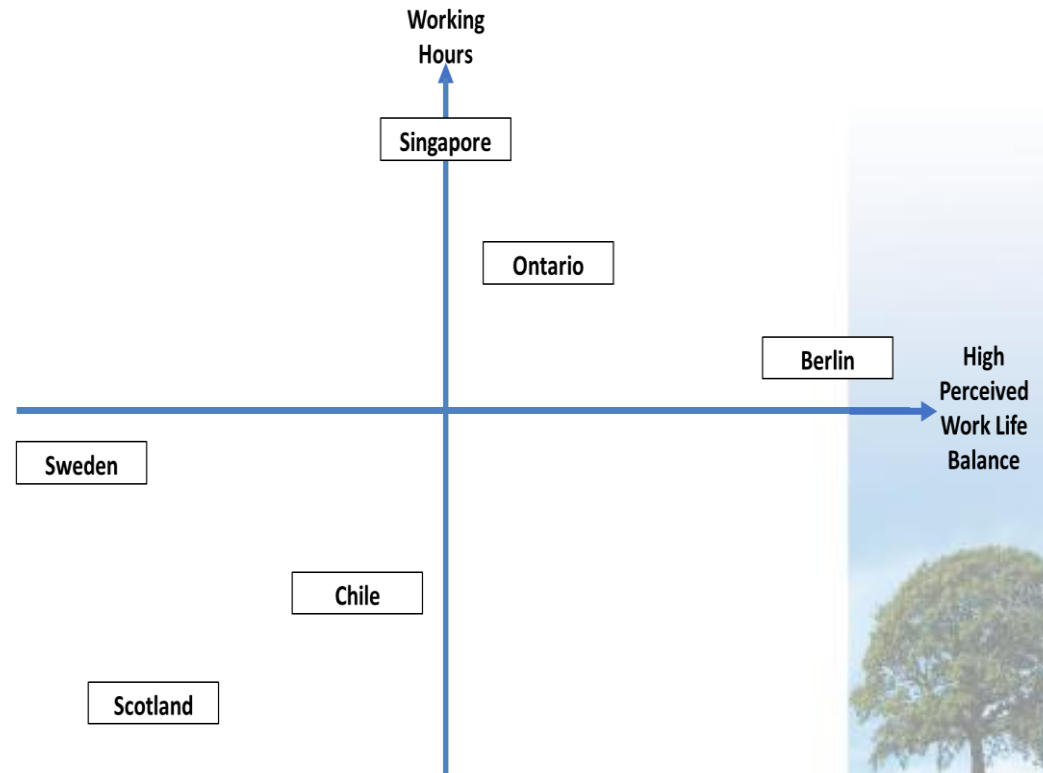 Working
Hours
Singapore
Ontario
Berlin
High
Perceived
Work Life
Balance
Sweden
Chile
Scotland